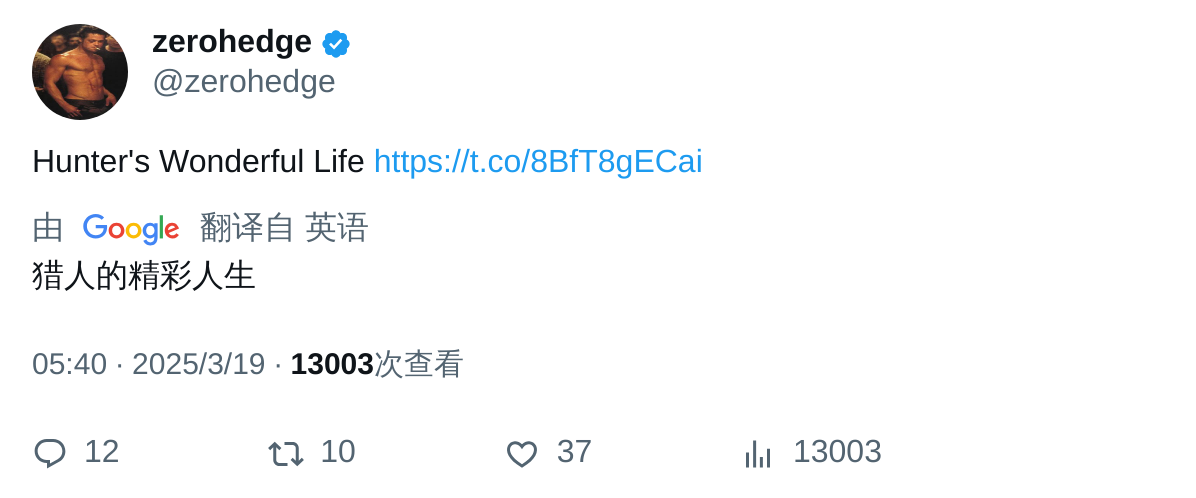 zerohedge
@zerohedge
Hunter's Wonderful Life https://t.co/8BfT8gECai
由 Google 翻译自 英语
猎人的精彩人生
05:40 · 2025/3/19 · 13003次查看
12 10 37 13003